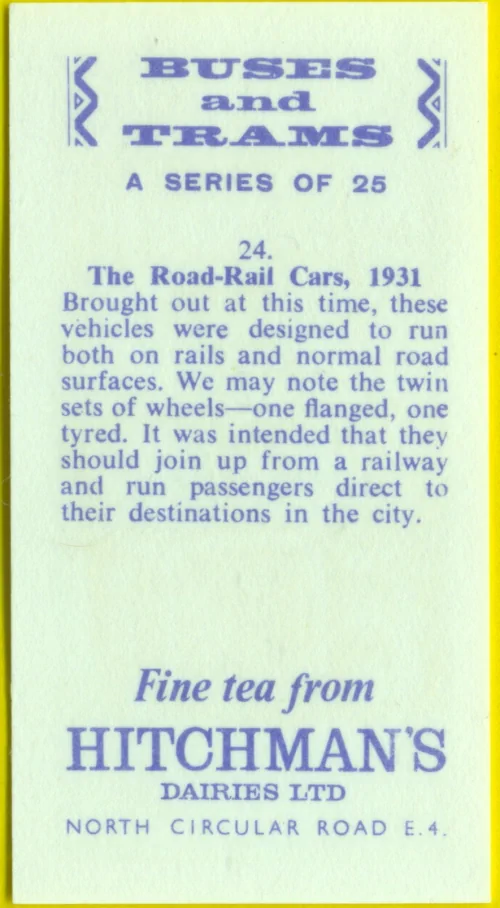 BUSES
and
TRAMS
A SERIES OF 25
24.
The Road-Rail Cars, 1931
Brought out at this time, these
vehicles were designed to run
both on rails and normal road
surfaces. We may note the twin
sets of wheels—one flanged, one
tyred. It was intended that they
should join up from a railway
and run passengers direct to
their destinations in the city.
Fine tea from
HITCHMAN'S
DAIRIES LTD
NORTH CIRCULAR ROAD E.4.